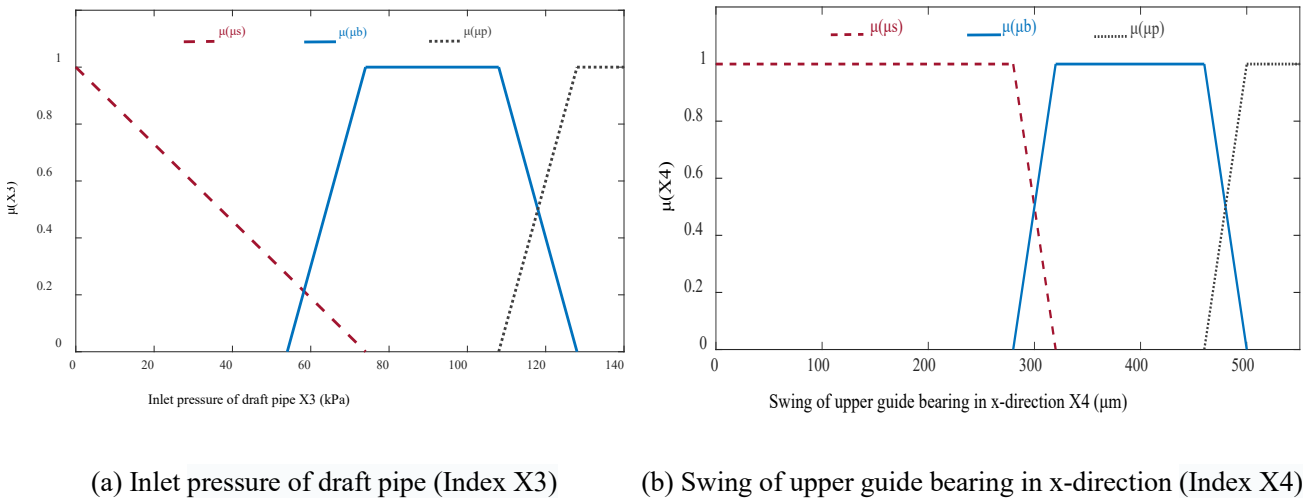 μ(μs) μ(μb) μ(μp)
1
0.8
0.6
0.4
0.2
0
μ(X3)
0 20 40 60 80 100 120 140
Inlet pressure of draft pipe X3 (kPa)
(a) Inlet pressure of draft pipe (Index X3)
μ(μs) μ(μb) μ(μp)
1
0.8
0.6
0.4
0.2
0
μ(X4)
0 100 200 300 400 500
Swing of upper guide bearing in x-direction X4 (μm)
(b) Swing of upper guide bearing in x-direction (Index X4)